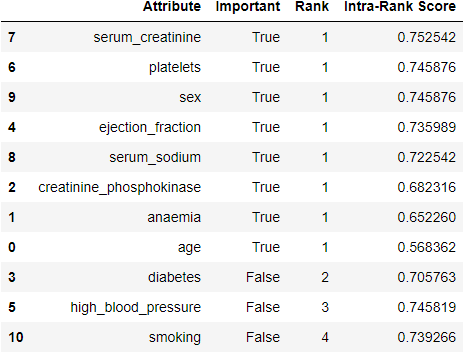 Attribute Important Rank Intra-Rank Score
7 serum_creatinine True 1 0.752542
6 platelets True 1 0.745876
9 sex True 1 0.745876
4 ejection_fraction True 1 0.735989
8 serum_sodium True 1 0.722542
2 creatinine_phosphokinase True 1 0.682316
1 anaemia True 1 0.652260
0 age True 1 0.568362
3 diabetes False 2 0.705763
5 high_blood_pressure False 3 0.745819
10 smoking False 4 0.739266